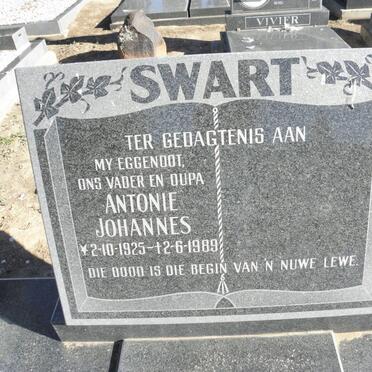 VIVIER
SWART
TER GEDAGTENIS AAN
MY EGGENOOT,
ONS VADER EN OUPA
ANTONIE
JOHANNES
*2-10-1925-†2-6-1989
DIE DOOD IS DIE BEGIN VAN 'N NUWE LEWE.